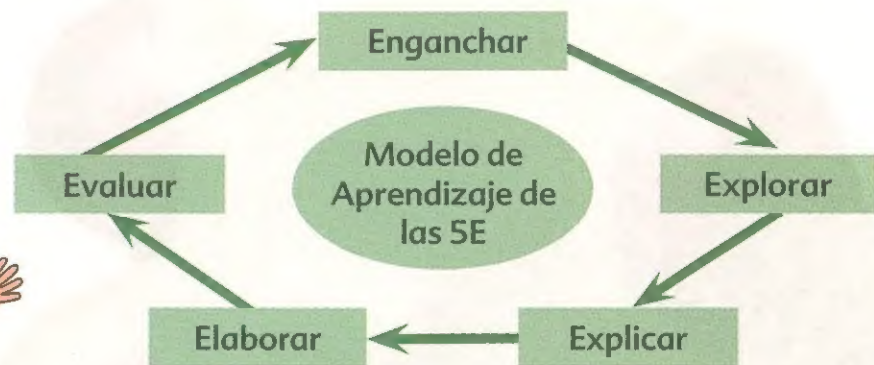 Enganchar
Modelo de
Aprendizaje de
las 5E
Evaluar
Explorar
Elaborar
Explicar